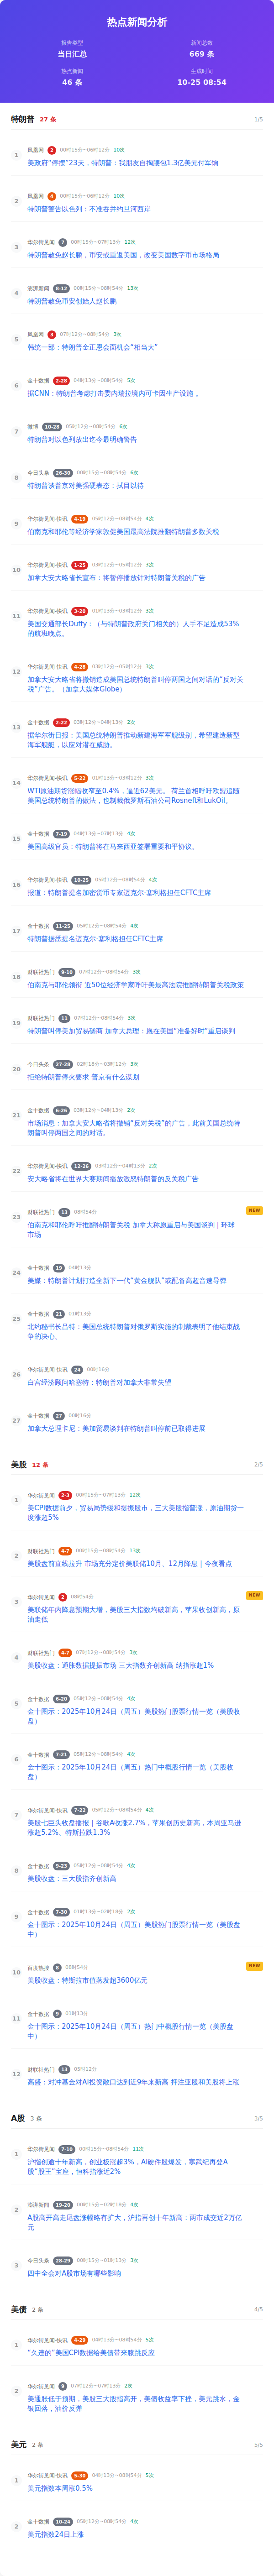 热点新闻分析
报告类型
当日汇总
新闻总数
669 条
热点新闻
46 条
生成时间
10-25 08:54
特朗普 27 条 1/5
1
凤凰网 2 00时15分~06时12分 10次
美政府“停摆”23天，特朗普：我朋友自掏腰包1.3亿美元付军饷
2
凤凰网 4 00时15分~06时12分 10次
特朗普警告以色列：不准吞并约旦河西岸
3
华尔街见闻 7 00时15分~07时13分 12次
特朗普赦免赵长鹏，币安或重返美国，改变美国数字货币市场格局
4
澎湃新闻 8-12 00时15分~08时54分 13次
特朗普赦免币安创始人赵长鹏
5
凤凰网 3 07时12分~08时54分 3次
韩统一部：特朗普金正恩会面机会“相当大”
6
金十数据 2-28 04时13分~08时54分 5次
据CNN：特朗普考虑打击委内瑞拉境内可卡因生产设施 。
7
微博 10-29 05时12分~08时54分 6次
特朗普对以色列放出迄今最明确警告
8
今日头条 26-30 00时15分~08时54分 6次
特朗普谈普京对美强硬表态：拭目以待
9
华尔街见闻-快讯 4-19 05时12分~08时54分 4次
伯南克和耶伦等经济学家敦促美国最高法院推翻特朗普多数关税
10
华尔街见闻-快讯 1-25 03时12分~05时12分 3次
加拿大安大略省长宣布：将暂停播放针对特朗普关税的广告
11
华尔街见闻-快讯 3-20 01时13分~03时12分 3次
美国交通部长Duffy：（与特朗普政府关门相关的）人手不足造成53%
的航班晚点。
12
华尔街见闻-快讯 4-28 03时12分~05时12分 3次
加拿大安大略省将撤销造成美国总统特朗普叫停两国之间对话的“反对关
税”广告。（加拿大媒体Globe）
13
金十数据 2-22 03时12分~04时13分 2次
据华尔街日报：美国总统特朗普推动新建海军军舰级别，希望建造新型
海军舰艇，以应对潜在威胁。
14
华尔街见闻-快讯 5-22 01时13分~03时12分 3次
WTI原油期货涨幅收窄至0.4%，逼近62美元。 荷兰首相呼吁欧盟追随
美国总统特朗普的做法，也制裁俄罗斯石油公司Rosneft和LukOil。
15
金十数据 7-19 04时13分~07时13分 4次
美国高级官员：特朗普将在马来西亚签署重要和平协议。
16
华尔街见闻-快讯 10-25 05时12分~08时54分 4次
报道：特朗普提名加密货币专家迈克尔·塞利格担任CFTC主席
17
金十数据 11-25 05时12分~08时54分 4次
特朗普据悉提名迈克尔·塞利格担任CFTC主席
18
财联社热门 9-10 07时12分~08时54分 3次
伯南克与耶伦领衔 近50位经济学家呼吁美最高法院推翻特朗普关税政策
19
财联社热门 11 07时12分~08时54分 3次
特朗普叫停美加贸易磋商 加拿大总理：愿在美国“准备好时”重启谈判
20
今日头条 27-28 02时18分~03时12分 3次
拒绝特朗普停火要求 普京有什么谋划
21
金十数据 6-26 03时12分~04时13分 2次
市场消息：加拿大安大略省将撤销“反对关税”的广告，此前美国总统特
朗普叫停两国之间的对话。
22
华尔街见闻-快讯 12-26 03时12分~04时13分 2次
安大略省将在世界大赛期间播放激怒特朗普的反关税广告
23
财联社热门 13 08时54分 NEW
伯南克和耶伦呼吁推翻特朗普关税 加拿大称愿重启与美国谈判 | 环球
市场
24
金十数据 19 04时13分
美媒：特朗普计划打造全新下一代“黄金舰队”或配备高超音速导弹
25
金十数据 21 01时13分
北约秘书长吕特：美国总统特朗普对俄罗斯实施的制裁表明了他结束战
争的决心。
26
华尔街见闻-快讯 24 00时16分
白宫经济顾问哈塞特：特朗普对加拿大非常失望
27
金十数据 27 00时16分
加拿大总理卡尼：美加贸易谈判在特朗普叫停前已取得进展
美股 12 条 2/5
1
华尔街见闻 2-3 00时15分~07时13分 12次
美CPI数据前夕，贸易局势缓和提振股市，三大美股指普涨，原油期货一
度涨超5%
2
财联社热门 4-7 00时15分~08时54分 13次
美股盘前直线拉升 市场充分定价美联储10月、12月降息 | 今夜看点
3
华尔街见闻 2 08时54分 NEW
美联储年内降息预期大增，美股三大指数均破新高，苹果收创新高，原
油走低
4
财联社热门 6-7 07时12分~08时54分 3次
美股收盘：通胀数据提振市场 三大指数齐创新高 纳指涨超1%
5
金十数据 6-20 05时12分~08时54分 4次
金十图示：2025年10月24日（周五）美股热门股票行情一览（美股收
盘）
6
金十数据 7-21 05时12分~08时54分 4次
金十图示：2025年10月24日（周五）热门中概股行情一览（美股收
盘）
7
华尔街见闻-快讯 7-22 05时12分~08时54分 4次
美股七巨头收盘播报｜谷歌A收涨2.7%，苹果创历史新高，本周亚马逊
涨超5.2%、特斯拉跌1.3%
8
金十数据 9-23 05时12分~08时54分 4次
美股收盘：三大股指齐创新高
9
金十数据 7-30 01时13分~02时18分 2次
金十图示：2025年10月24日（周五）美股热门股票行情一览（美股盘
中）
10
百度热搜 8 08时54分 NEW
美股收盘：特斯拉市值蒸发超3600亿元
11
金十数据 9 01时13分
金十图示：2025年10月24日（周五）热门中概股行情一览（美股盘
中）
12
财联社热门 13 05时12分
高盛：对冲基金对AI投资敞口达到近9年来新高 押注亚股和美股将上涨
A股 3 条 3/5
1
华尔街见闻 7-10 00时15分~08时54分 11次
沪指创逾十年新高，创业板涨超3%，AI硬件股爆发，寒武纪再登A
股“股王”宝座，恒科指涨近2%
2
澎湃新闻 19-20 00时15分~02时18分 4次
A股高开高走尾盘涨幅略有扩大，沪指再创十年新高：两市成交近2万亿
元
3
今日头条 28-29 00时15分~01时13分 3次
四中全会对A股市场有哪些影响
美债 2 条 4/5
1
华尔街见闻-快讯 4-29 04时13分~08时54分 5次
“久违的”美国CPI数据给美债带来膝跳反应
2
华尔街见闻 9 07时12分~07时13分 2次
美通胀低于预期，美股三大股指高开，美债收益率下挫，美元跳水，金
银回落，油价反弹
美元 2 条 5/5
1
华尔街见闻-快讯 5-30 04时13分~08时54分 5次
美元指数本周涨0.5%
2
金十数据 10-24 05时12分~08时54分 4次
美元指数24日上涨